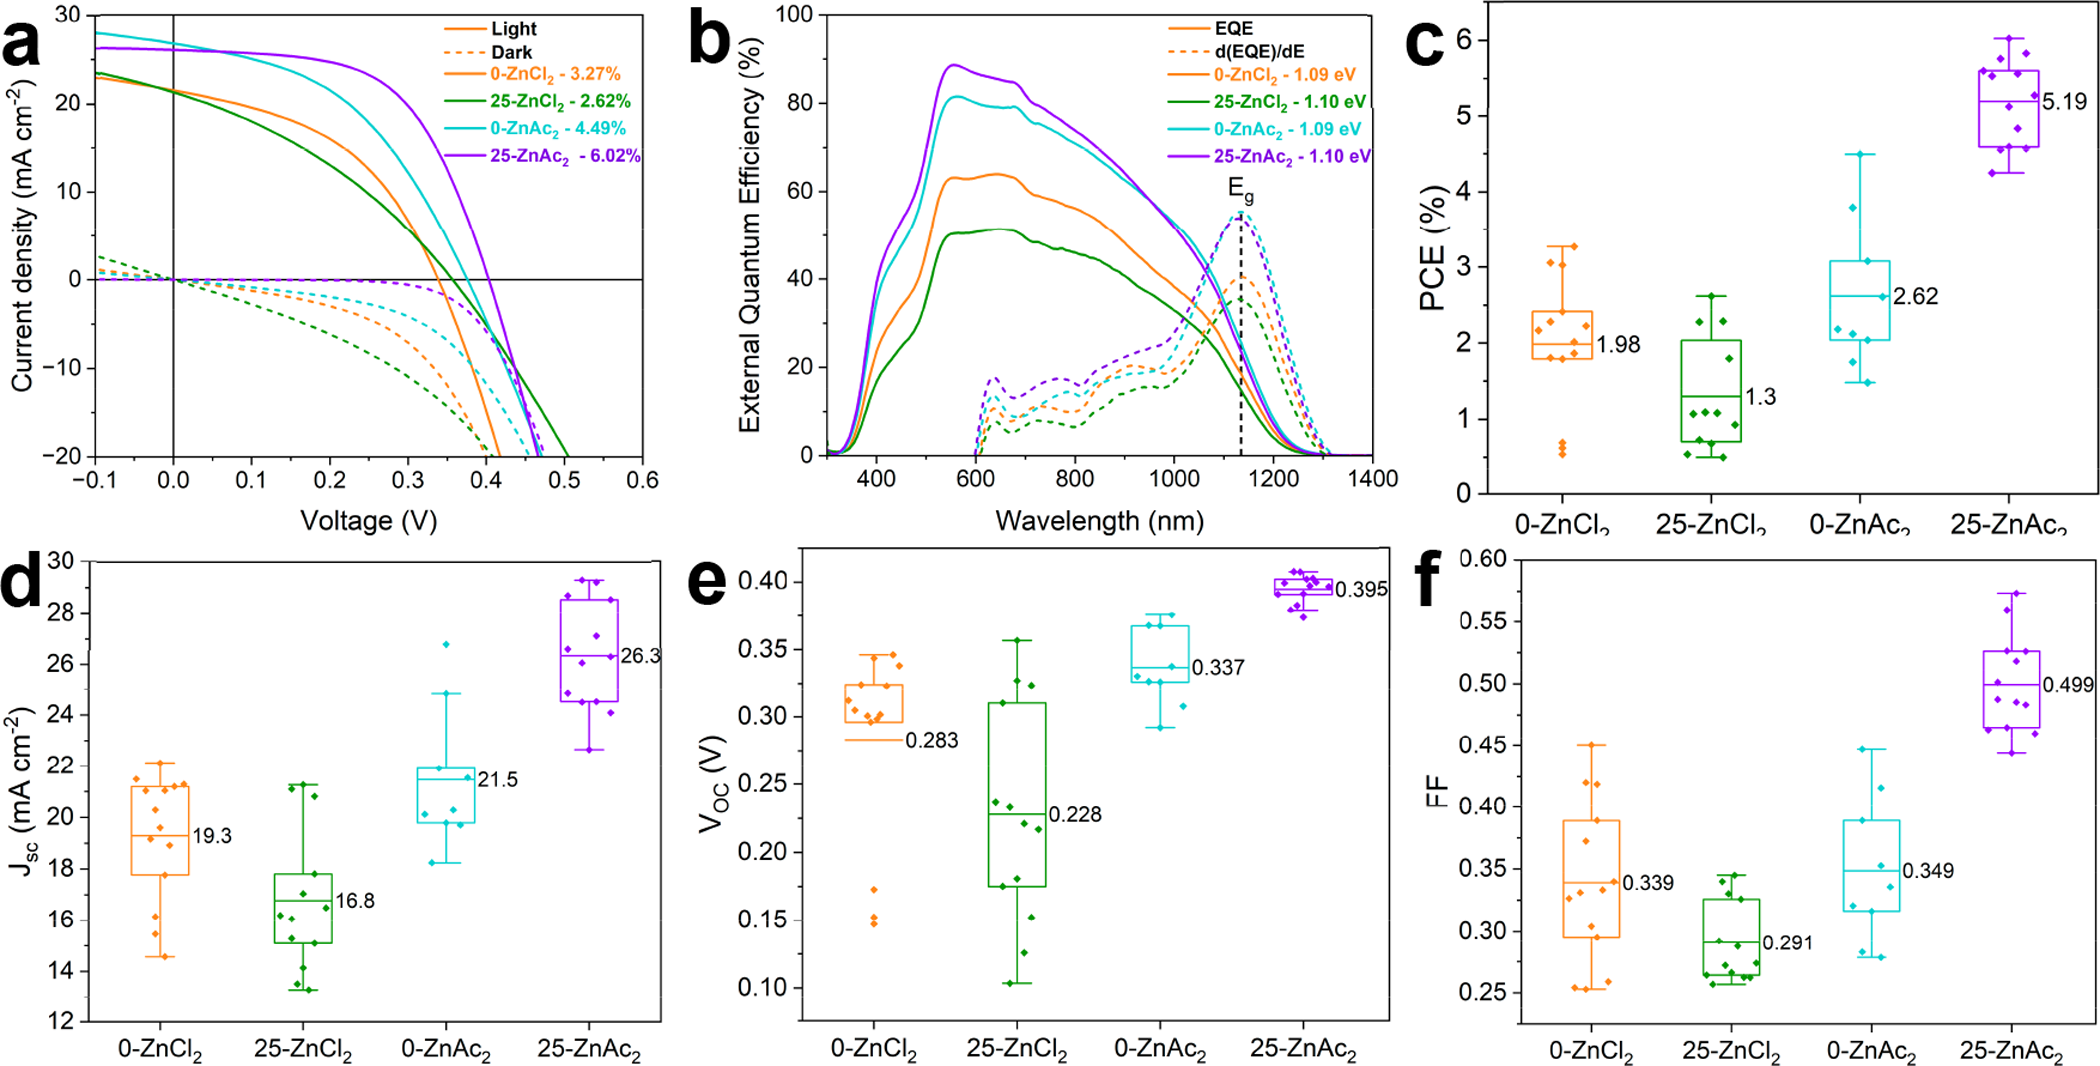 a
30
20
10
0
−10
−20
−0.1 0.0 0.1 0.2 0.3 0.4 0.5 0.6
Current density (mA cm⁻²)
Voltage (V)
Light
Dark
0-ZnCl₂ - 3.27%
25-ZnCl₂ - 2.62%
0-ZnAc₂ - 4.49%
25-ZnAc₂ - 6.02%
b
100
80
60
40
20
0
400 600 800 1000 1200 1400
External Quantum Efficiency (%)
Wavelength (nm)
EQE
d(EQE)/dE
0-ZnCl₂ - 1.09 eV
25-ZnCl₂ - 1.10 eV
0-ZnAc₂ - 1.09 eV
25-ZnAc₂ - 1.10 eV
E_g
c
6
5
4
3
2
1
0
PCE (%)
1.98
1.3
2.62
5.19
0-ZnCl₂ 25-ZnCl₂ 0-ZnAc₂ 25-ZnAc₂
d
30
28
26
24
22
20
18
16
14
12
J_sc (mA cm⁻²)
19.3
16.8
21.5
26.3
0-ZnCl₂ 25-ZnCl₂ 0-ZnAc₂ 25-ZnAc₂
e
0.40
0.35
0.30
0.25
0.20
0.15
0.10
V_OC (V)
0.283
0.228
0.337
0.395
0-ZnCl₂ 25-ZnCl₂ 0-ZnAc₂ 25-ZnAc₂
f
0.60
0.55
0.50
0.45
0.40
0.35
0.30
0.25
FF
0.339
0.291
0.349
0.499
0-ZnCl₂ 25-ZnCl₂ 0-ZnAc₂ 25-ZnAc₂